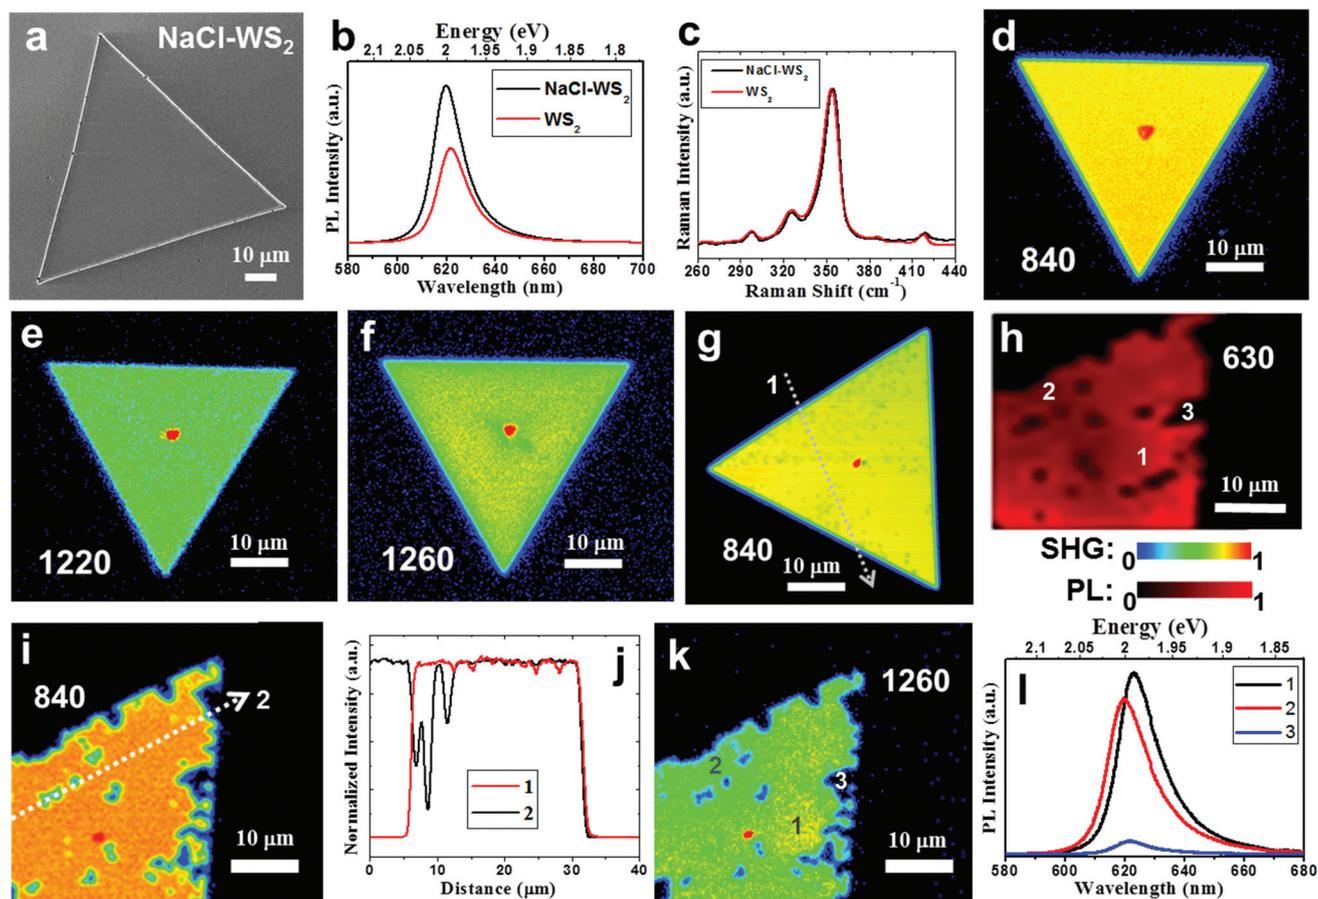 a
NaCl-WS2
10 μm
b
Energy (eV)
2.1 2.05 2 1.95 1.9 1.85 1.8
NaCl-WS2
WS2
PL Intensity (a.u.)
580 600 620 640 660 680 700
Wavelength (nm)
c
NaCl-WS2
WS2
Raman Intensity (a.u.)
260 290 320 350 380 410 440
Raman Shift (cm-1)
d
840
10 μm
e
1220
10 μm
f
1260
10 μm
g
1
840
10 μm
h
630
2
3
1
10 μm
SHG: 0 1
PL: 0 1
i
840
2
10 μm
j
Normalized Intensity (a.u.)
1
2
0 10 20 30 40
Distance (μm)
k
1260
2
3
1
10 μm
l
Energy (eV)
2.1 2.05 2 1.95 1.9 1.85
1
2
3
PL Intensity (a.u.)
580 600 620 640 660 680
Wavelength (nm)